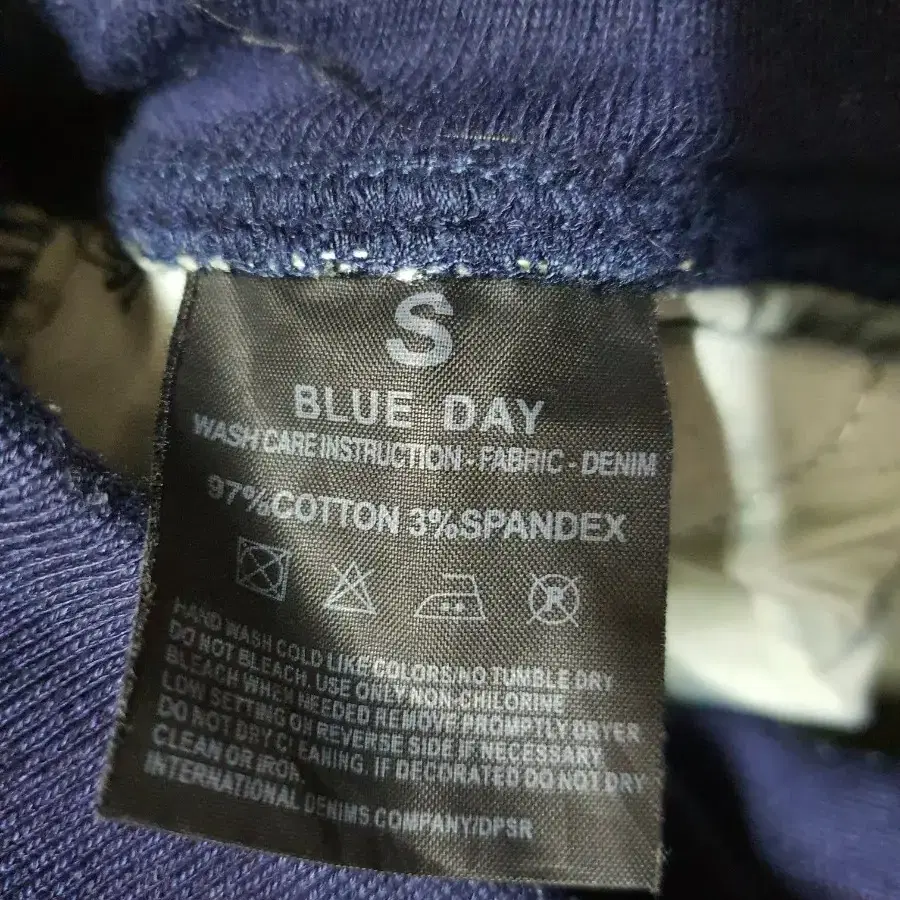 S
BLUE DAY
WASH CARE INSTRUCTION - FABRIC - DENIM
97%COTTON 3%SPANDEX
HAND WASH COLD LIKE COLORS/NO TUMBLE DRY
DO NOT BLEACH. USE ONLY NON-CHLORINE
BLEACH WHEN NEEDED REMOVE PROMPTLY DRYER
LOW SETTING OR REVERSE SIDE IF NECESSARY
DO NOT DRY CLEANING. IF DECORATED DO NOT DRY
CLEAN OR IRON
INTERNATIONAL DENIMS COMPANY/DPSR